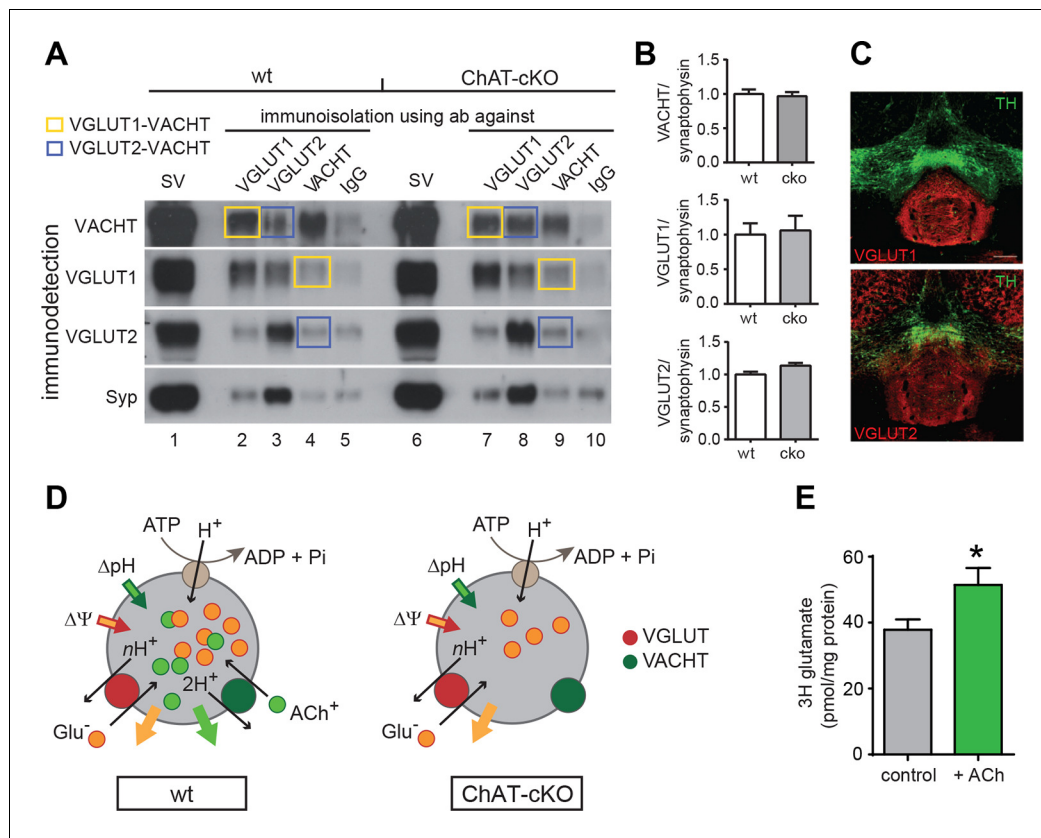 A
wt
ChAT-cKO
VGLUT1-VACHT
VGLUT2-VACHT
immunoisolation using ab against
SV
VGLUT1
VGLUT2
VACHT
IgG
SV
VGLUT1
VGLUT2
VACHT
IgG
immunodetection
VACHT
VGLUT1
VGLUT2
Syp
1 2 3 4 5 6 7 8 9 10
B
VACHT/
synaptophysin
1.5
1.0
0.5
0.0
wt cko
VGLUT1/
synaptophysin
1.5
1.0
0.5
0.0
wt cko
VGLUT2/
synaptophysin
1.5
1.0
0.5
0.0
wt cko
C
TH
VGLUT1
TH
VGLUT2
D
ATP H+
ADP + Pi
ΔpH
ΔΨ
nH+
2H+
Glu-
ACh+
wt
ATP H+
ADP + Pi
ΔpH
ΔΨ
nH+
Glu-
ChAT-cKO
VGLUT
VACHT
E
3H glutamate
(pmol/mg protein)
60
40
20
0
*
control + ACh